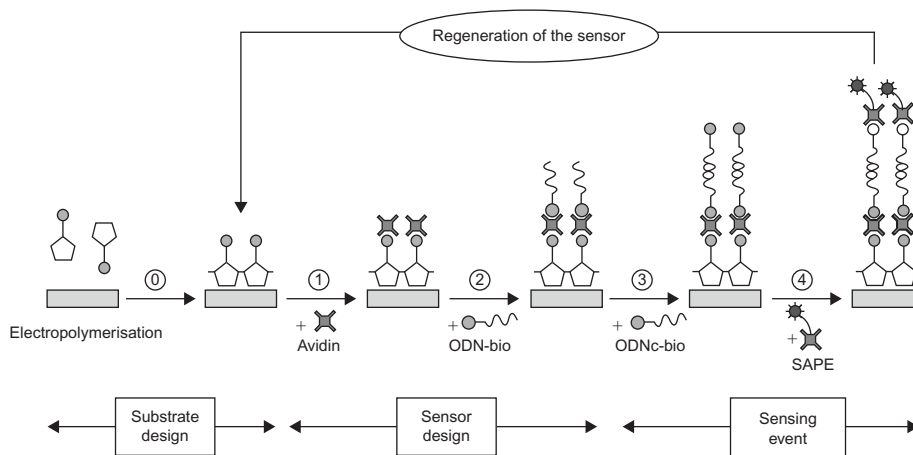 Regeneration of the sensor
0
1
2
3
4
Electropolymerisation
+
Avidin
+
ODN-bio
+
ODNc-bio
+
SAPE
Substrate
design
Sensor
design
Sensing
event